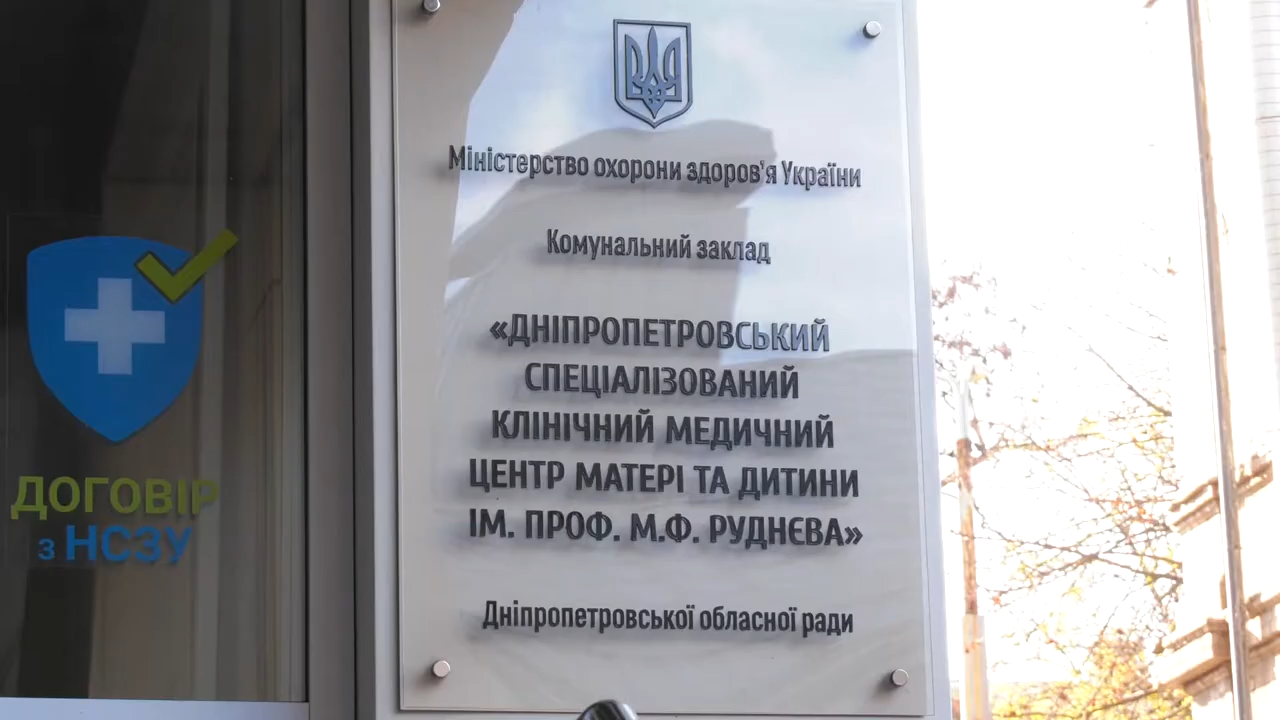 Міністерство охорони здоров'я України
Комунальний заклад
«ДНІПРОПЕТРОВСЬКИЙ
СПЕЦІАЛІЗОВАНИЙ
КЛІНІЧНИЙ МЕДИЧНИЙ
ЦЕНТР МАТЕРІ ТА ДИТИНИ
ІМ. ПРОФ. М.Ф. РУДНЄВА»
Дніпропетровської обласної ради
ДОГОВІР
з НСЗУ